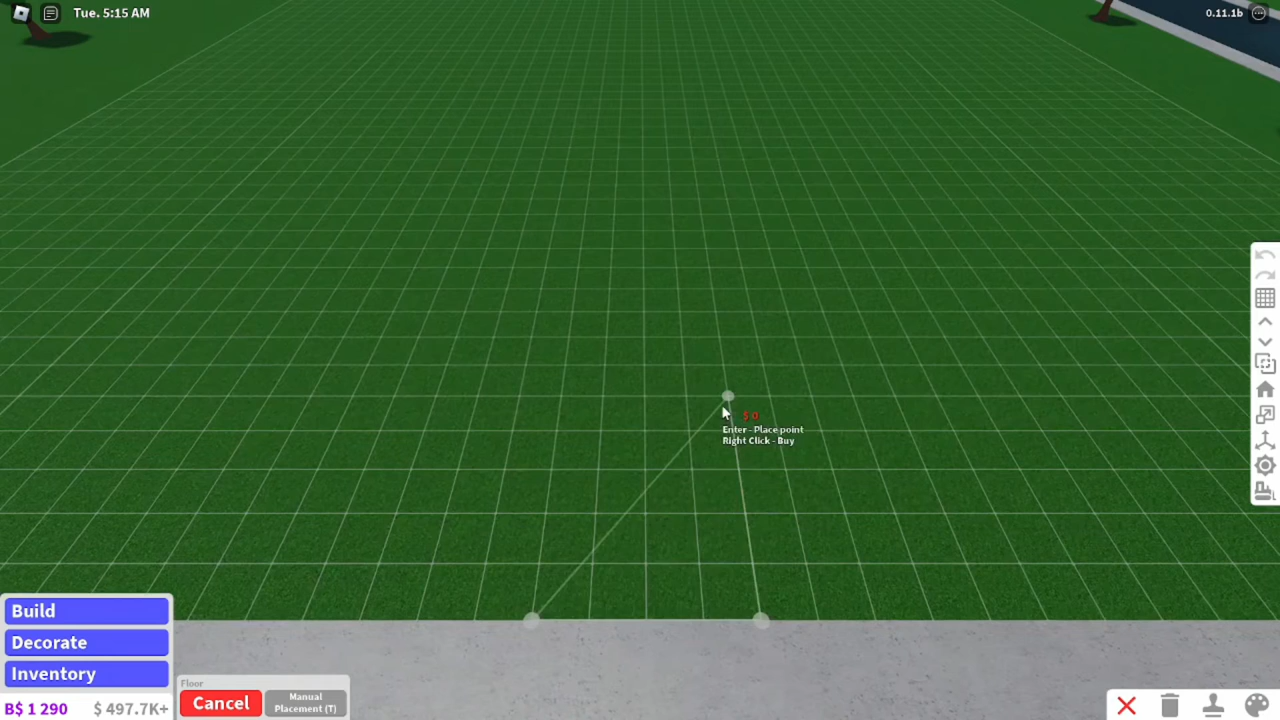 Tue. 5:15 AM
0.11.1b
$ 0
Enter - Place point
Right Click - Buy
Build
Decorate
Inventory
Floor
Cancel
Manual
Placement (T)
B$ 1 290
$ 497.7K+